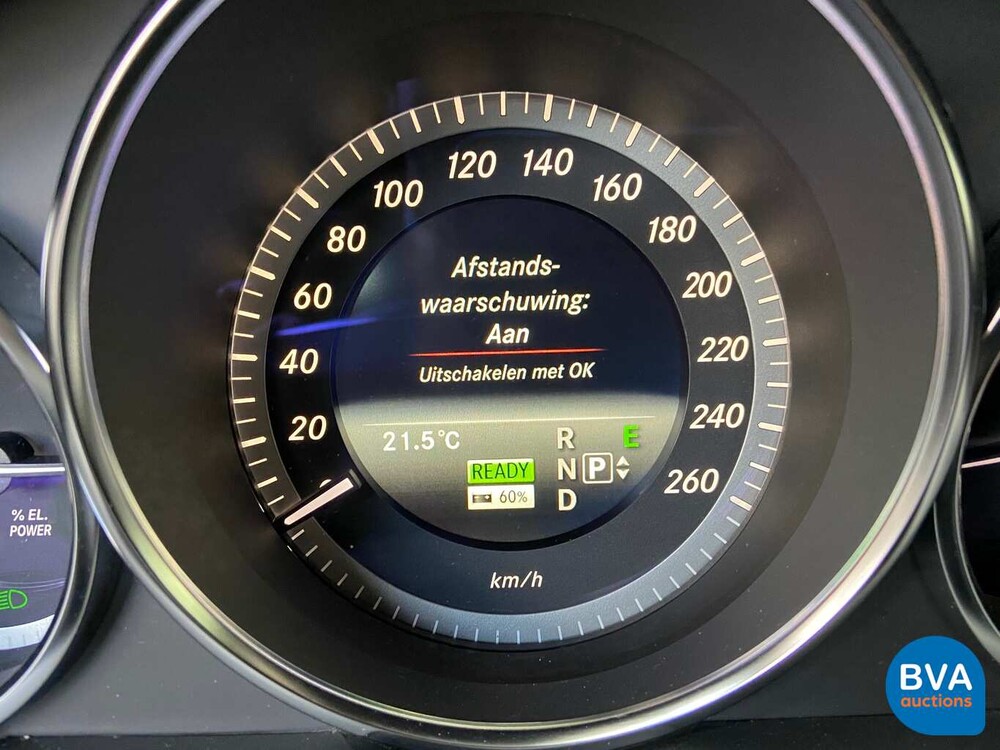 120 140
100 160
80 180
60 200
40 220
20 240
260
Afstands-
waarschuwing:
Aan
Uitschakelen met OK
21.5°C R E
READY N P
60% D
km/h
% EL.
POWER
BVA
auctions